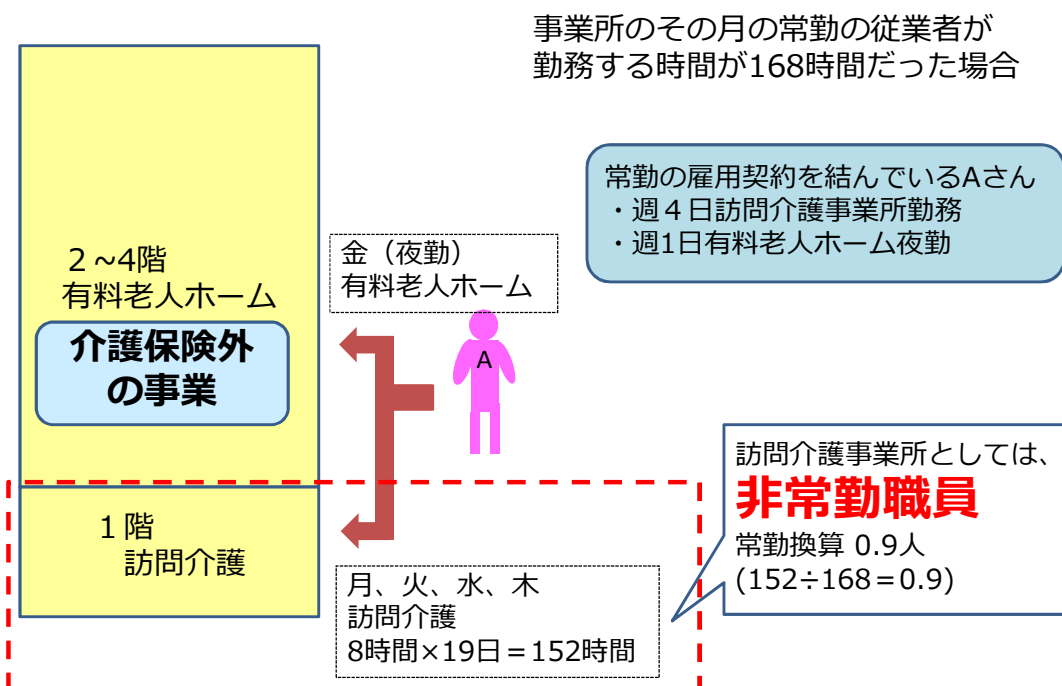 事業所のその月の常勤の従業者が
勤務する時間が168時間だった場合
常勤の雇用契約を結んでいるAさん
・週４日訪問介護事業所勤務
・週1日有料老人ホーム夜勤
２~4階
有料老人ホーム
介護保険外
の事業
金（夜勤）
有料老人ホーム
A
訪問介護事業所としては、
非常勤職員
常勤換算 0.9人
(152÷168＝0.9)
１階
訪問介護
月、火、水、木
訪問介護
8時間×19日＝152時間